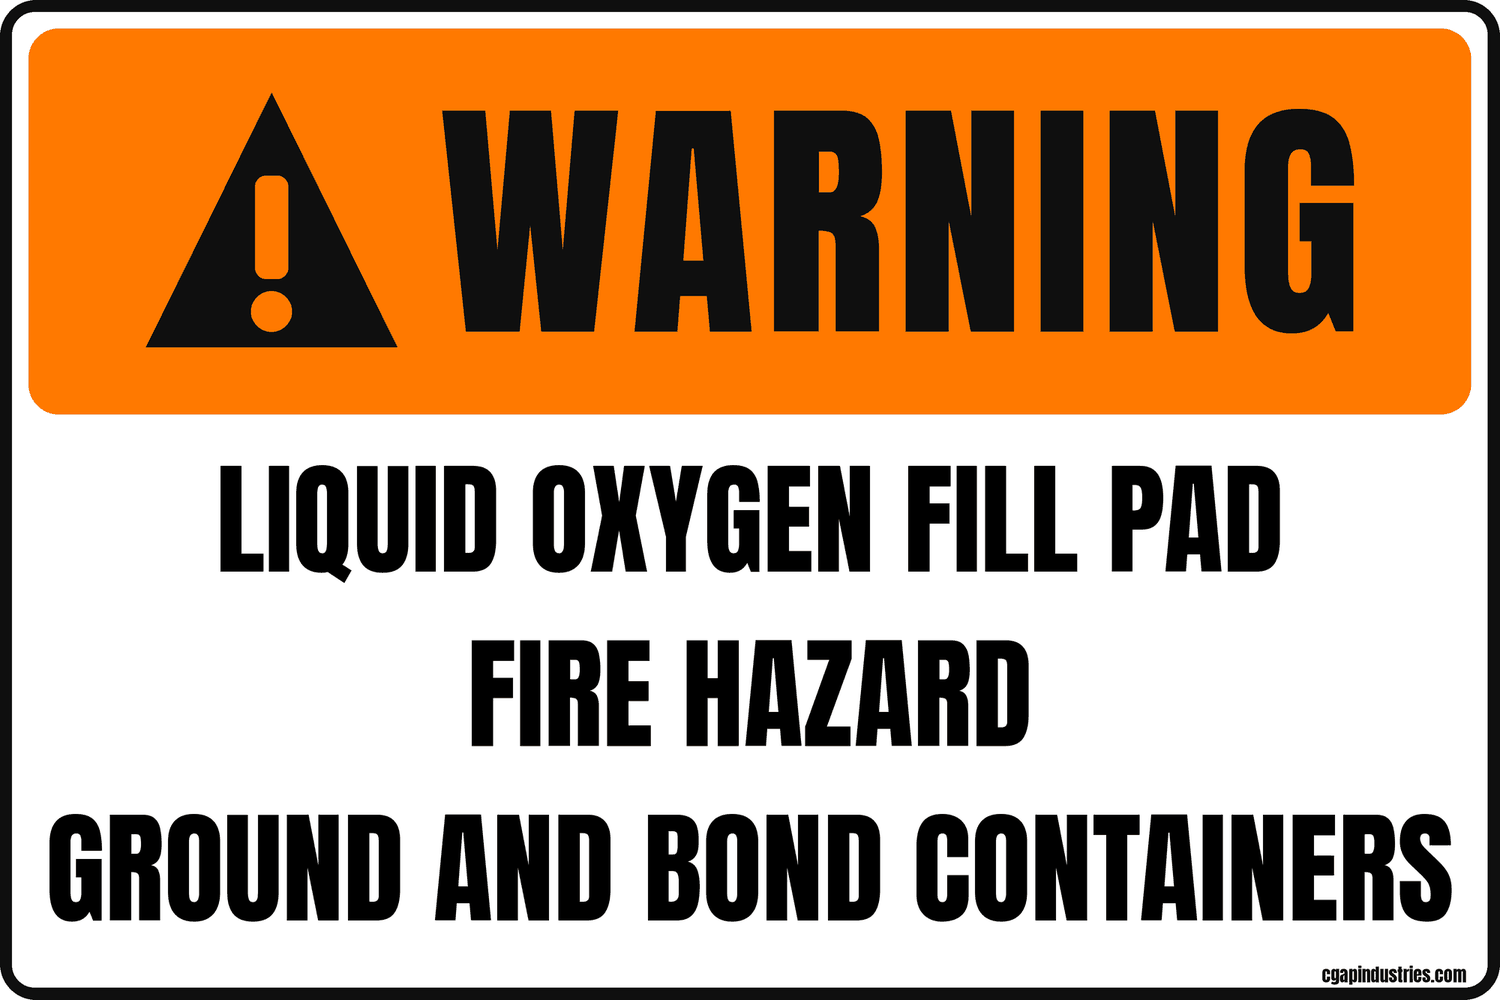 WARNING
LIQUID OXYGEN FILL PAD
FIRE HAZARD
GROUND AND BOND CONTAINERS
cgapindustries.com